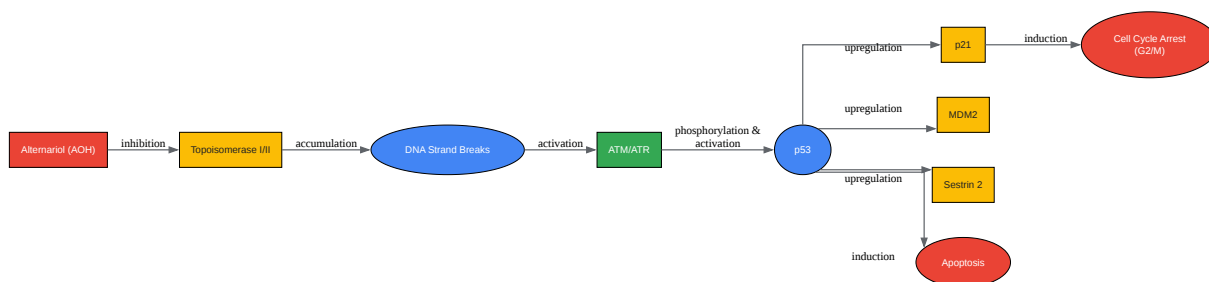 Alternariol (AOH)
inhibition
Topoisomerase I/II
accumulation
DNA Strand Breaks
activation
ATM/ATR
phosphorylation &
activation
p53
upregulation
p21
induction
Cell Cycle Arrest
(G2/M)
upregulation
MDM2
upregulation
Sestrin 2
induction
Apoptosis